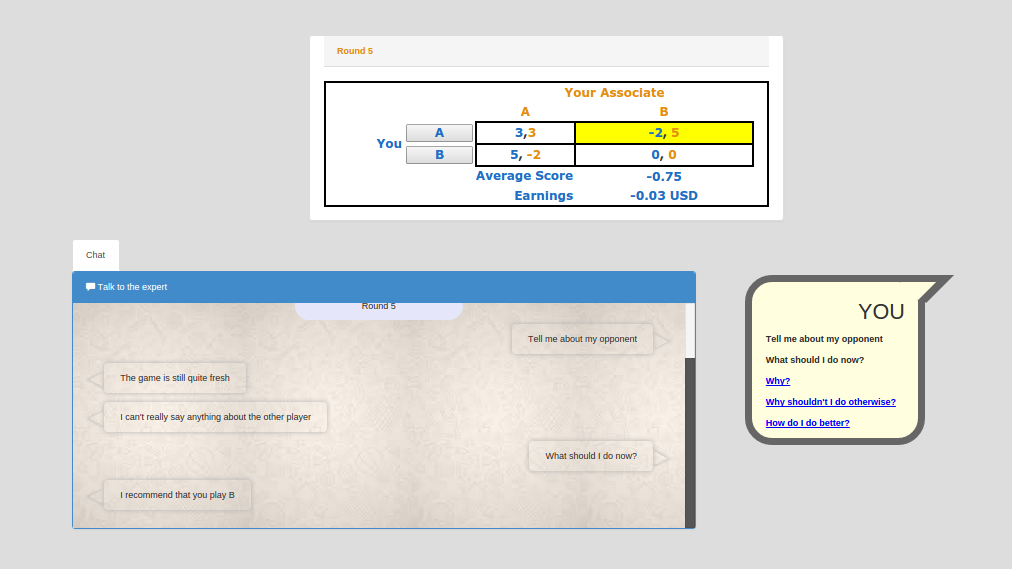 Round 5
Your Associate
A B
You
A 3,3 -2, 5
B 5, -2 0, 0
Average Score -0.75
Earnings -0.03 USD
Chat
Talk to the expert
Round 5
Tell me about my opponent
The game is still quite fresh
I can't really say anything about the other player
What should I do now?
I recommend that you play B
YOU
Tell me about my opponent
What should I do now?
Why?
Why shouldn't I do otherwise?
How do I do better?